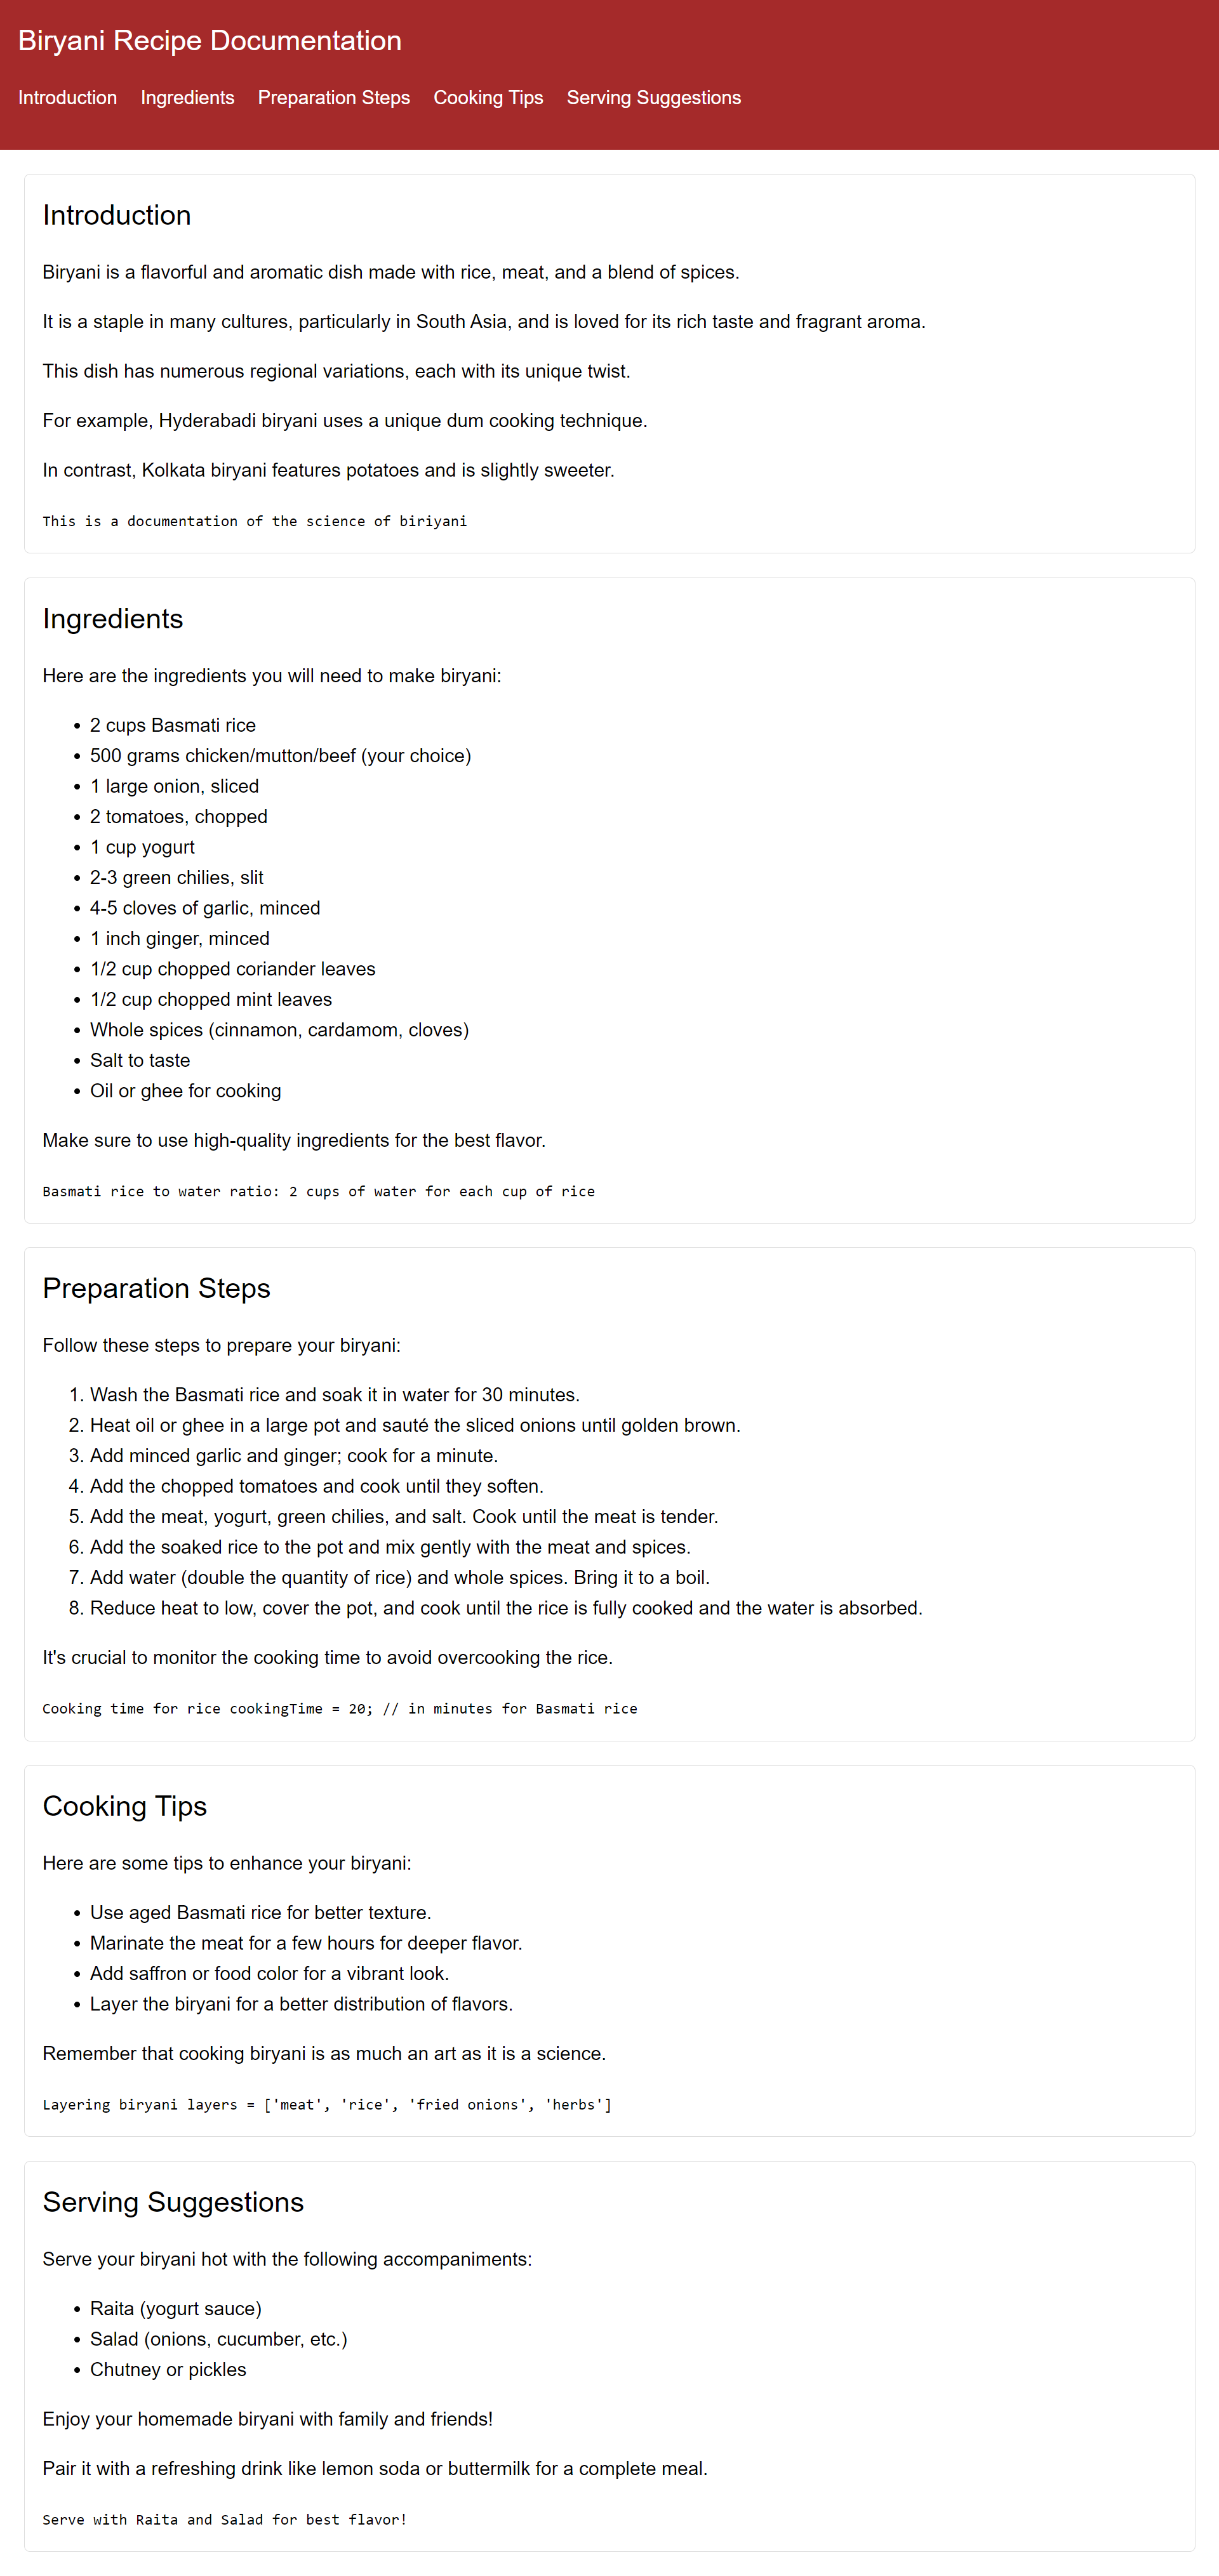 Biryani Recipe Documentation
Introduction Ingredients Preparation Steps Cooking Tips Serving Suggestions
Introduction
Biryani is a flavorful and aromatic dish made with rice, meat, and a blend of spices.
It is a staple in many cultures, particularly in South Asia, and is loved for its rich taste and fragrant aroma.
This dish has numerous regional variations, each with its unique twist.
For example, Hyderabadi biryani uses a unique dum cooking technique.
In contrast, Kolkata biryani features potatoes and is slightly sweeter.
This is a documentation of the science of biriyani
Ingredients
Here are the ingredients you will need to make biryani:
• 2 cups Basmati rice
• 500 grams chicken/mutton/beef (your choice)
• 1 large onion, sliced
• 2 tomatoes, chopped
• 1 cup yogurt
• 2-3 green chilies, slit
• 4-5 cloves of garlic, minced
• 1 inch ginger, minced
• 1/2 cup chopped coriander leaves
• 1/2 cup chopped mint leaves
• Whole spices (cinnamon, cardamom, cloves)
• Salt to taste
• Oil or ghee for cooking
Make sure to use high-quality ingredients for the best flavor.
Basmati rice to water ratio: 2 cups of water for each cup of rice
Preparation Steps
Follow these steps to prepare your biryani:
1. Wash the Basmati rice and soak it in water for 30 minutes.
2. Heat oil or ghee in a large pot and sauté the sliced onions until golden brown.
3. Add minced garlic and ginger; cook for a minute.
4. Add the chopped tomatoes and cook until they soften.
5. Add the meat, yogurt, green chilies, and salt. Cook until the meat is tender.
6. Add the soaked rice to the pot and mix gently with the meat and spices.
7. Add water (double the quantity of rice) and whole spices. Bring it to a boil.
8. Reduce heat to low, cover the pot, and cook until the rice is fully cooked and the water is absorbed.
It's crucial to monitor the cooking time to avoid overcooking the rice.
Cooking time for rice cookingTime = 20; // in minutes for Basmati rice
Cooking Tips
Here are some tips to enhance your biryani:
• Use aged Basmati rice for better texture.
• Marinate the meat for a few hours for deeper flavor.
• Add saffron or food color for a vibrant look.
• Layer the biryani for a better distribution of flavors.
Remember that cooking biryani is as much an art as it is a science.
Layering biryani layers = ['meat', 'rice', 'fried onions', 'herbs']
Serving Suggestions
Serve your biryani hot with the following accompaniments:
• Raita (yogurt sauce)
• Salad (onions, cucumber, etc.)
• Chutney or pickles
Enjoy your homemade biryani with family and friends!
Pair it with a refreshing drink like lemon soda or buttermilk for a complete meal.
Serve with Raita and Salad for best flavor!